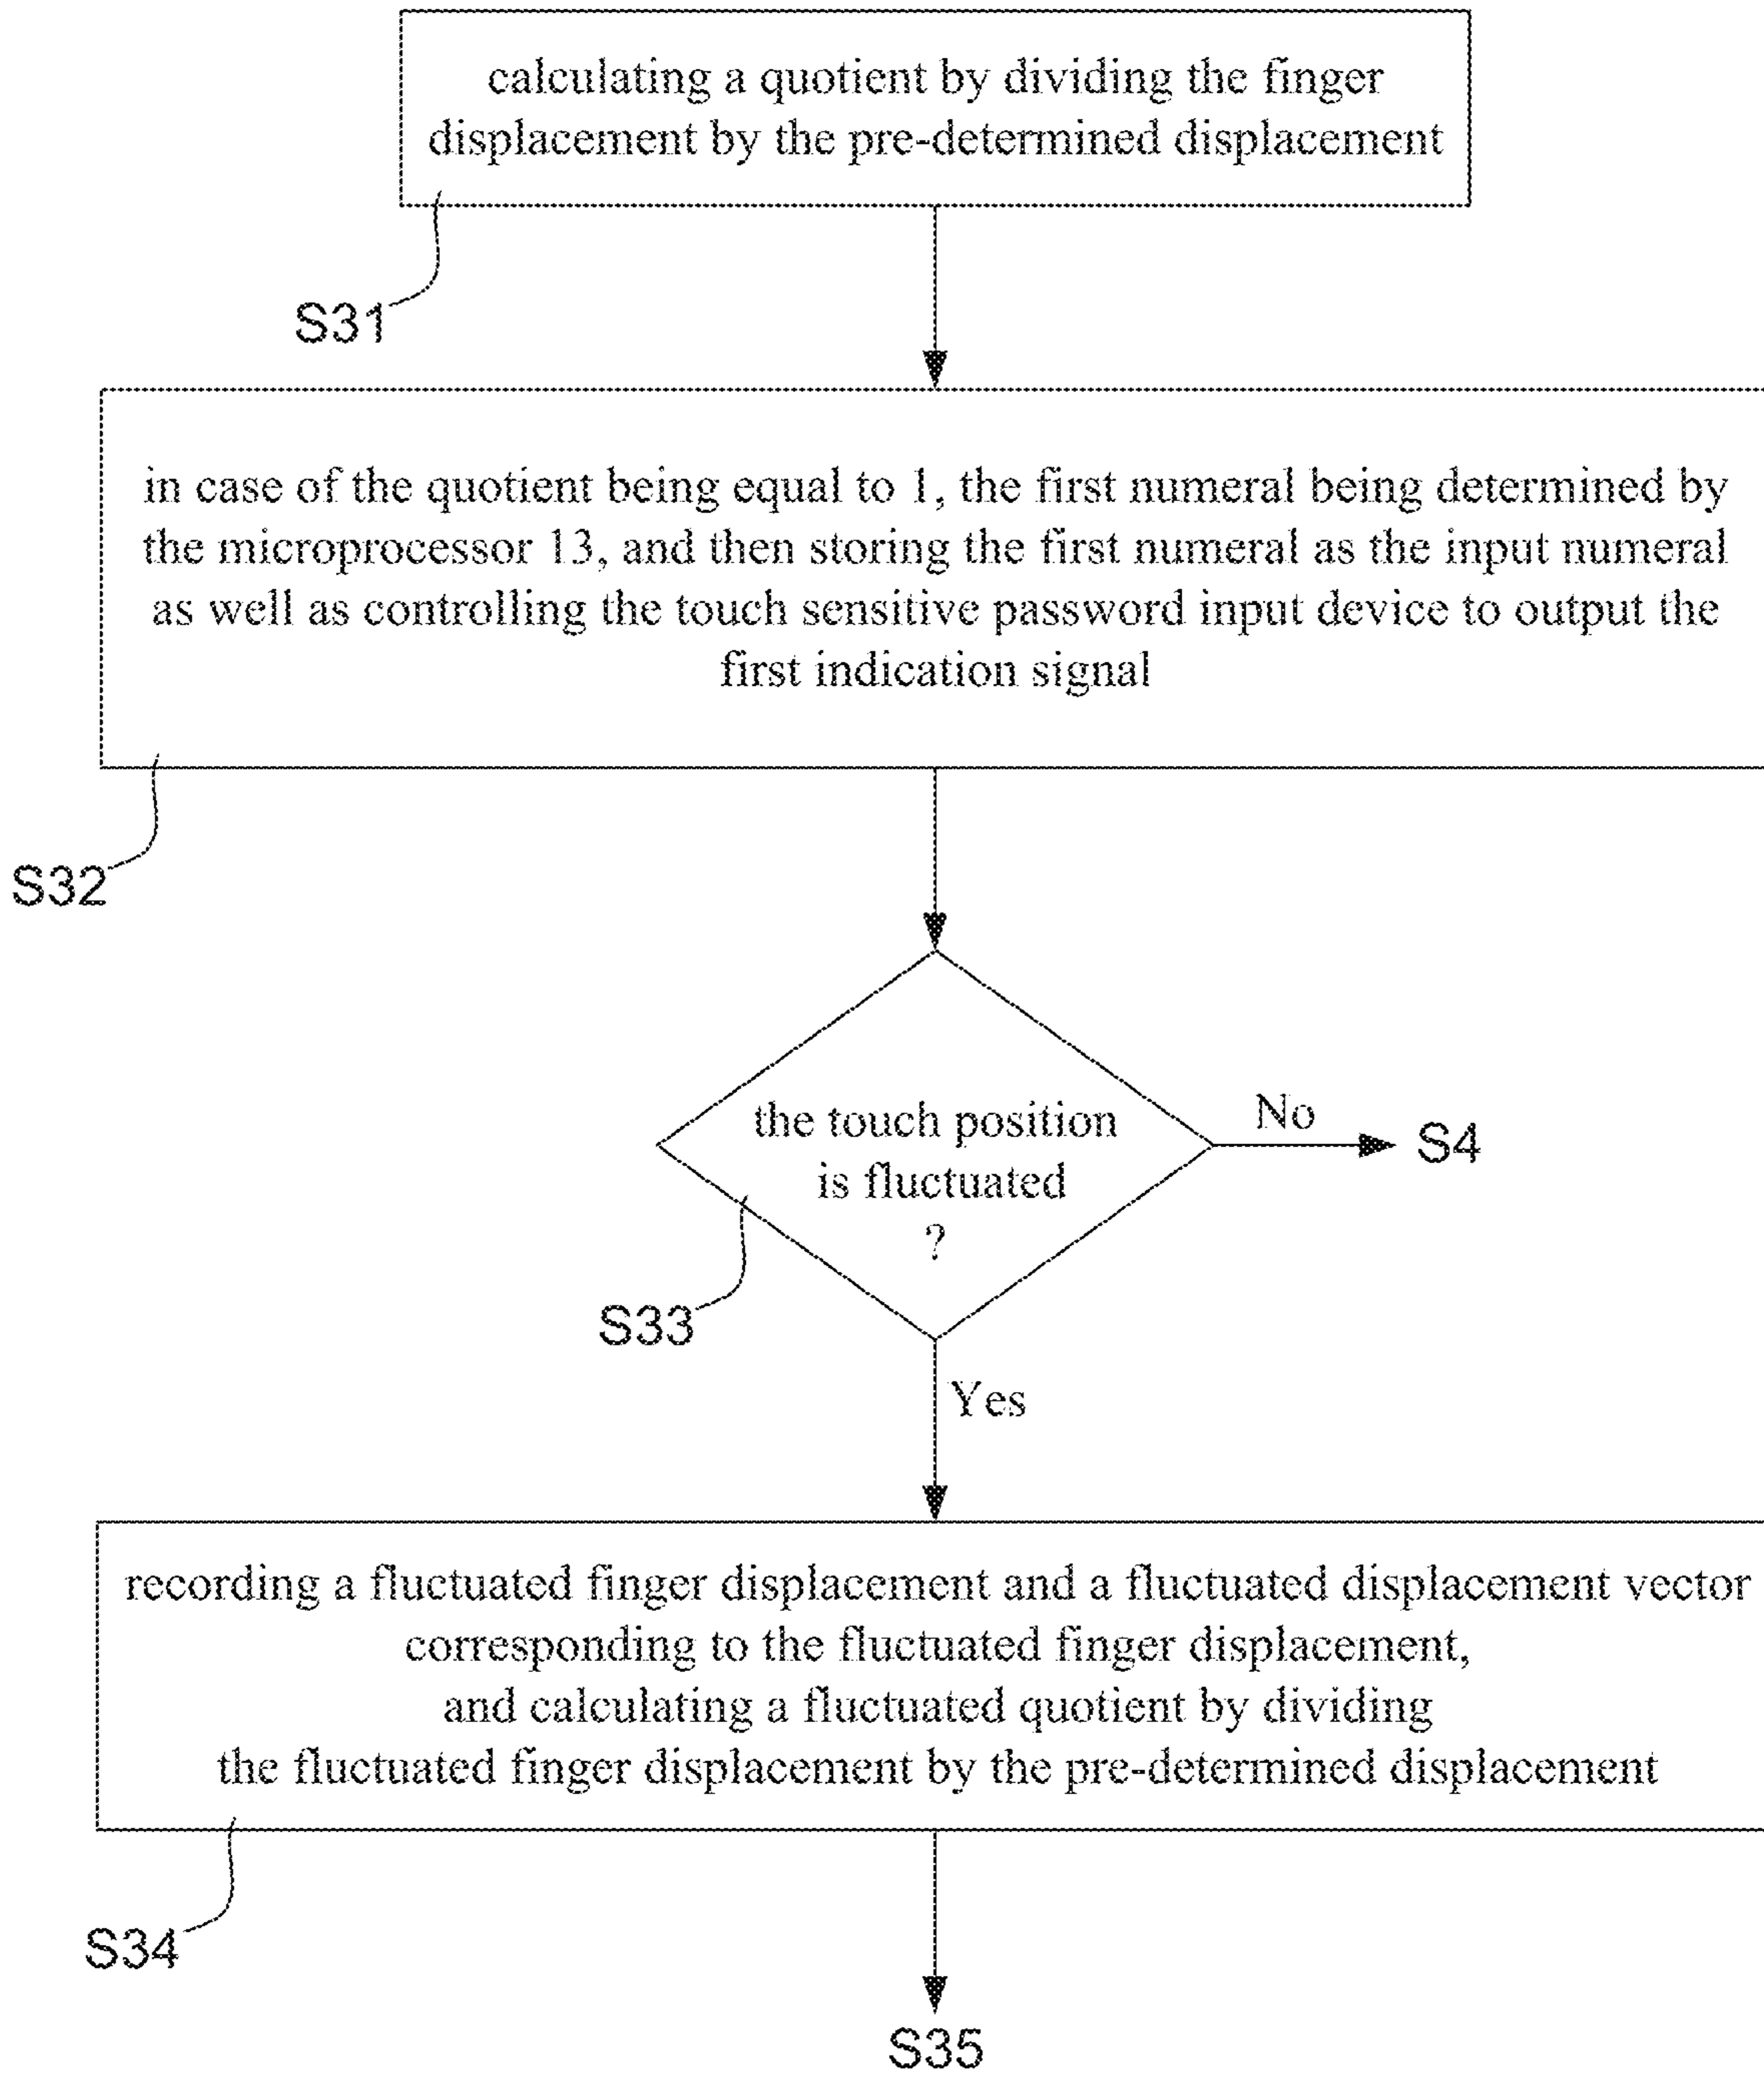 calculating a quotient by dividing the finger
displacement by the pre-determined displacement
S31
in case of the quotient being equal to 1, the first numeral being determined by
the microprocessor 13, and then storing the first numeral as the input numeral
as well as controlling the touch sensitive password input device to output the
first indication signal
S32
the touch position
is fluctuated
?
No
S4
S33
Yes
recording a fluctuated finger displacement and a fluctuated displacement vector
corresponding to the fluctuated finger displacement,
and calculating a fluctuated quotient by dividing
the fluctuated finger displacement by the pre-determined displacement
S34
S35